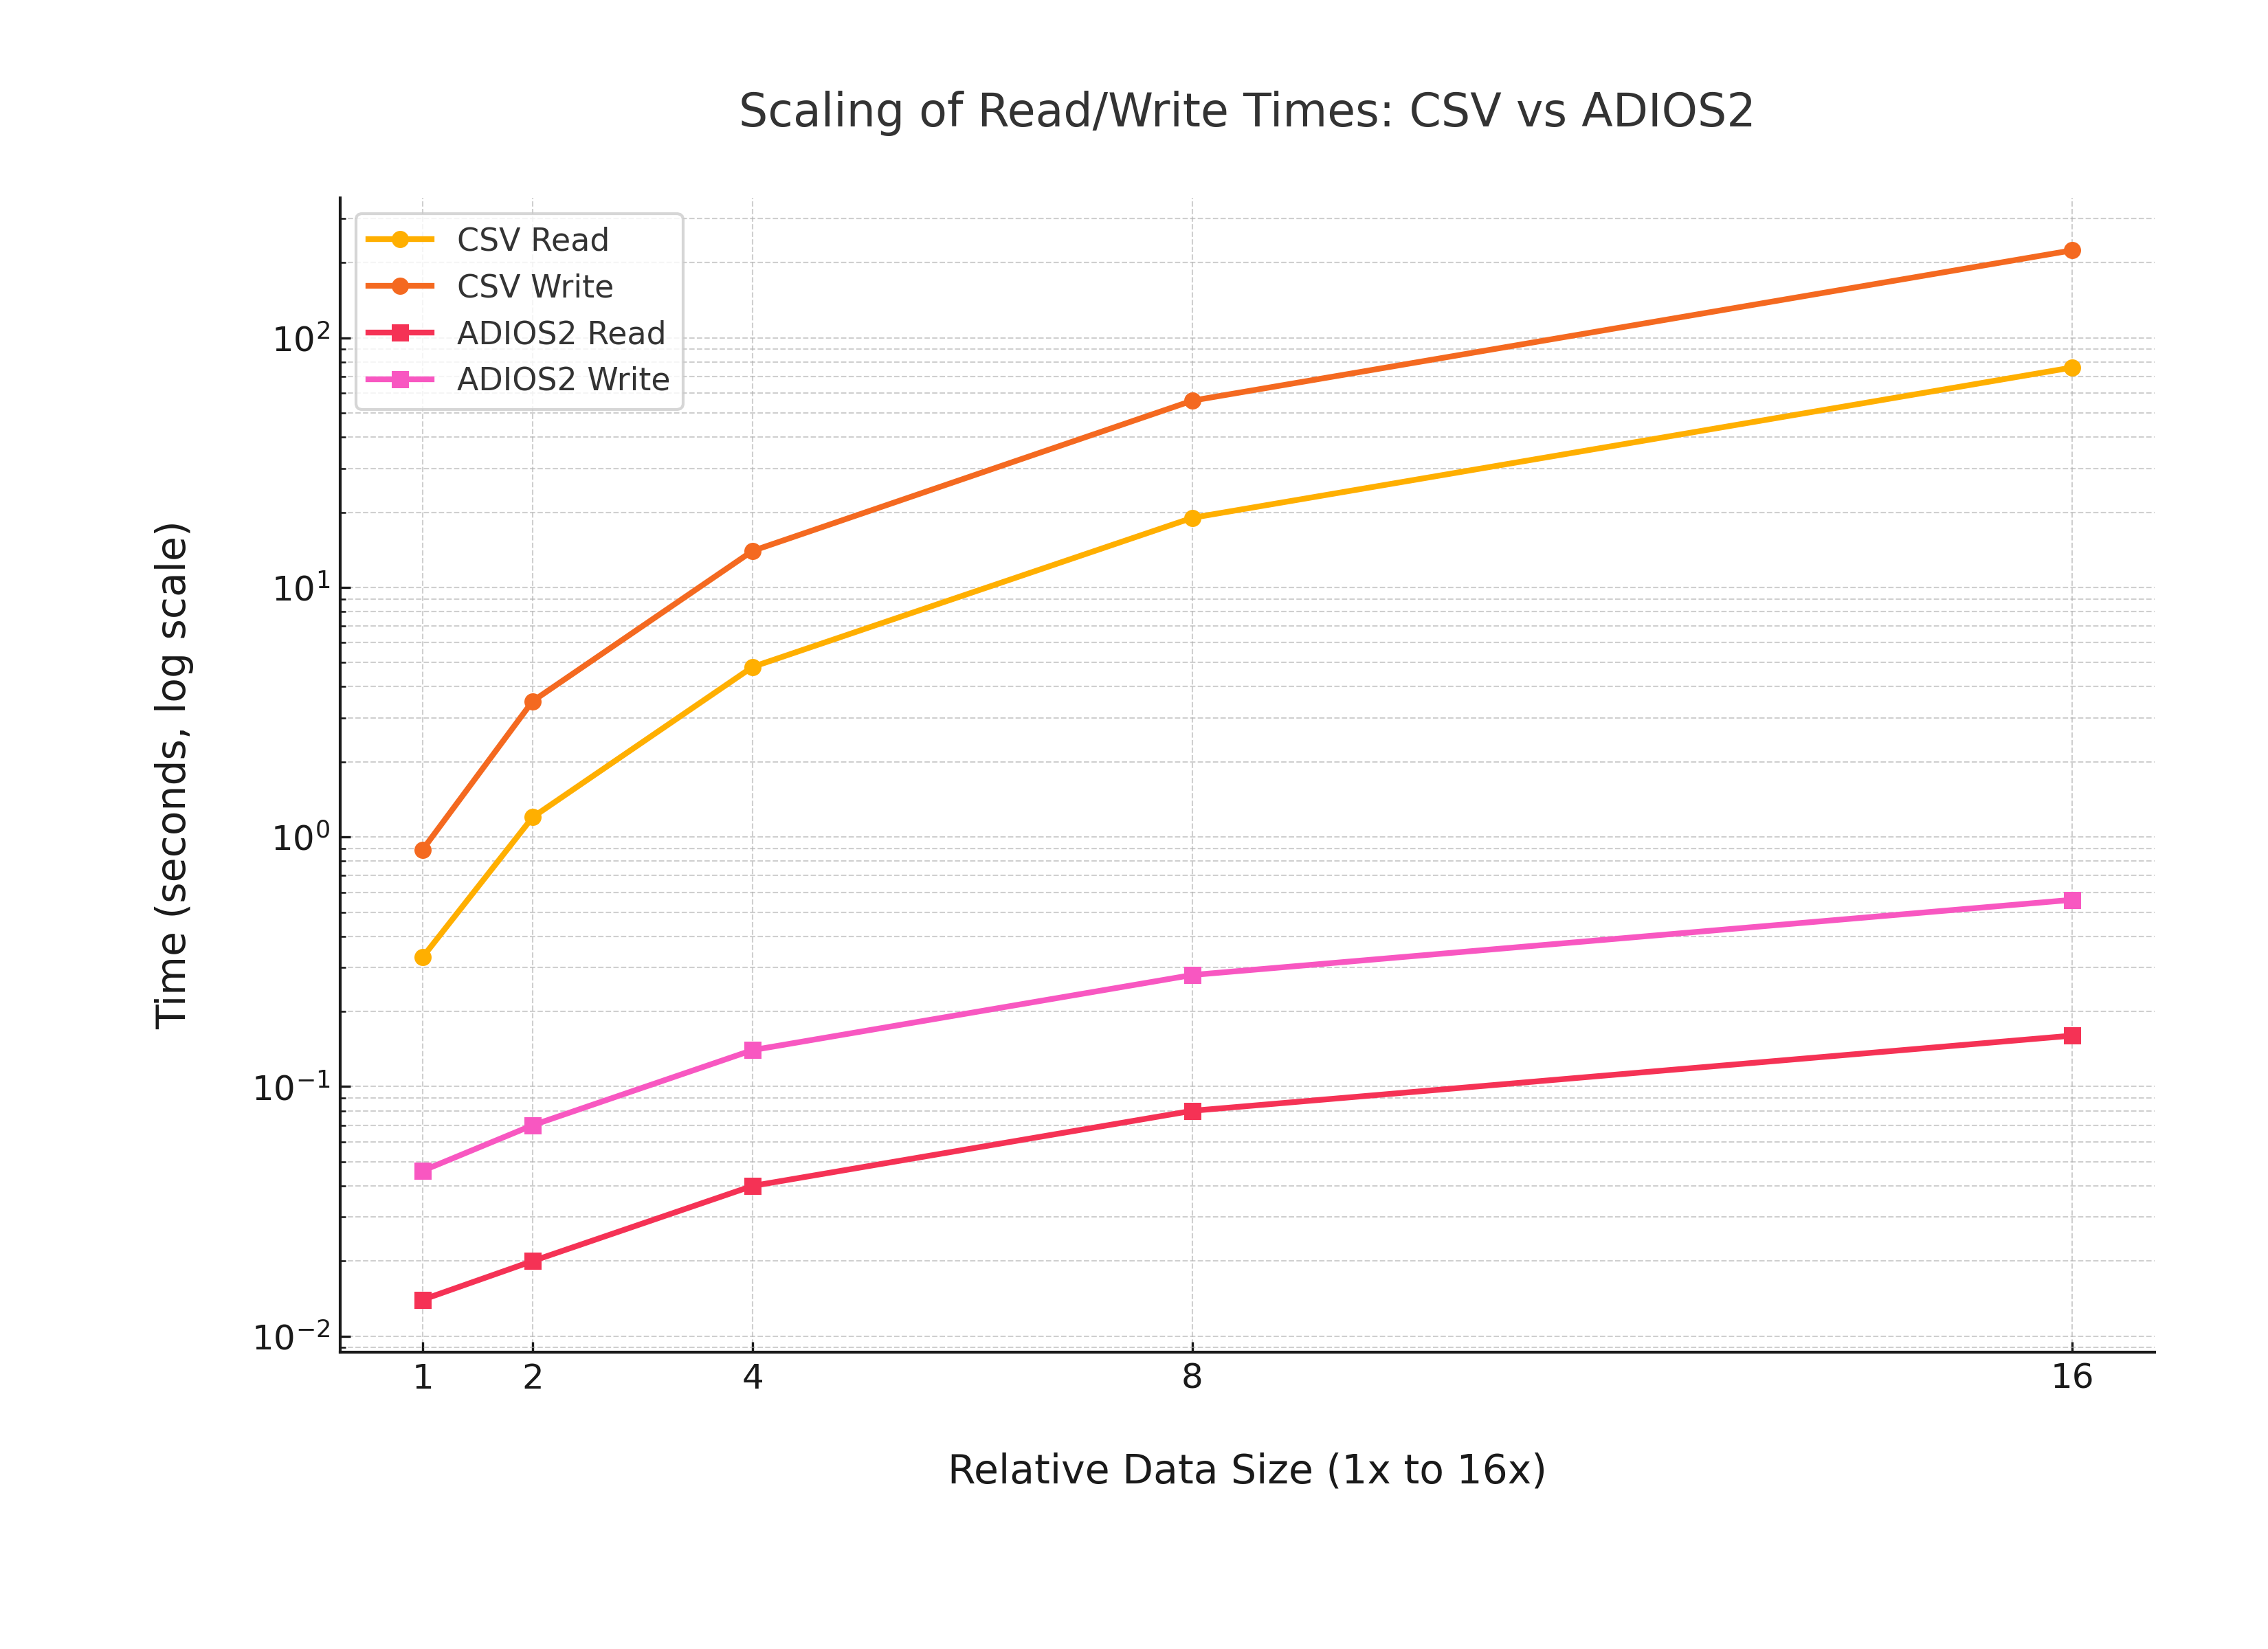 Scaling of Read/Write Times: CSV vs ADIOS2
CSV Read
CSV Write
ADIOS2 Read
ADIOS2 Write
Time (seconds, log scale)
10²
10¹
10⁰
10⁻¹
10⁻²
1 2 4 8 16
Relative Data Size (1x to 16x)